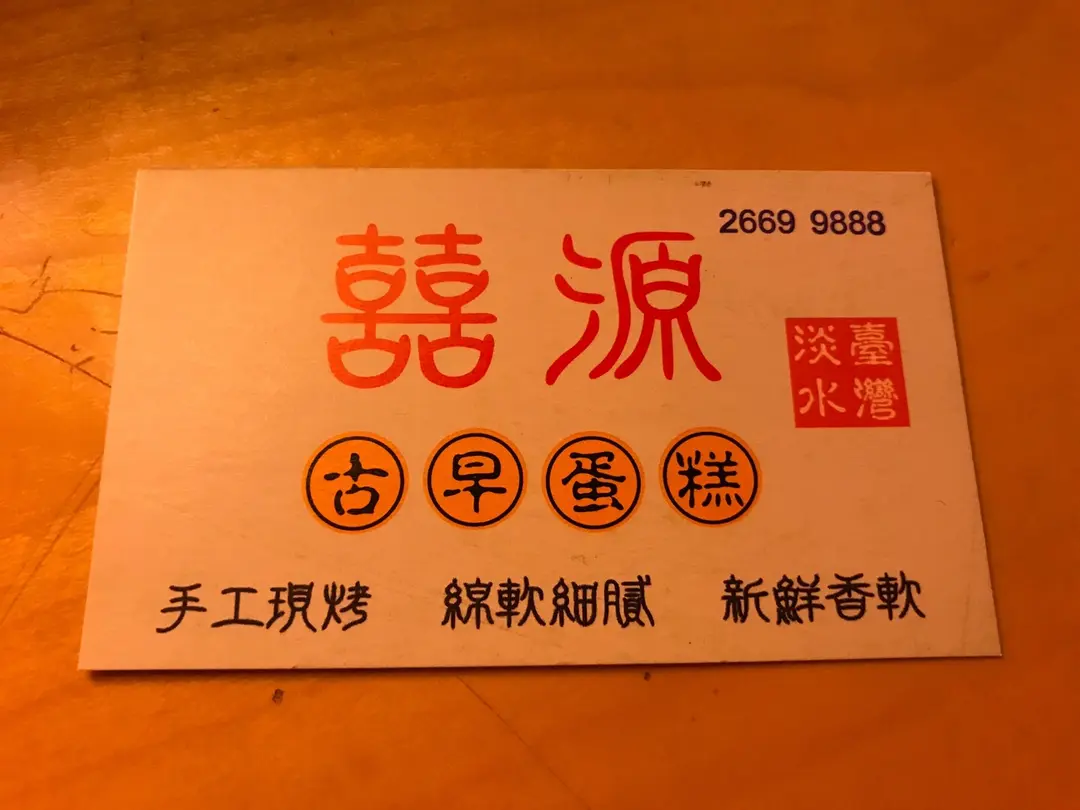 2669 9888
囍源
臺灣
淡水
古早蛋糕
手工現烤 綿軟細膩 新鮮香軟